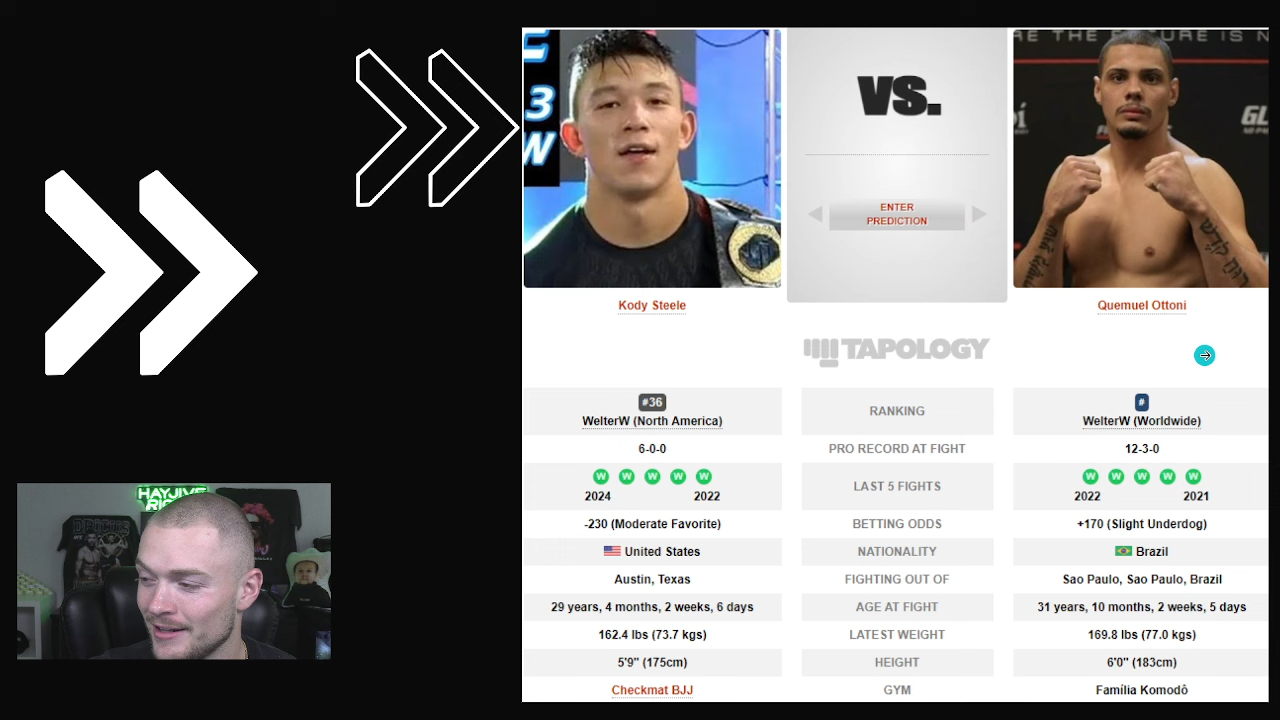 3
W
VS.
ENTER
PREDICTION
Kody Steele
Quemuel Ottoni
TAPOLOGY
#36
WelterW (North America)
RANKING
#
WelterW (Worldwide)
6-0-0
PRO RECORD AT FIGHT
12-3-0
W W W W W
2024 2022
LAST 5 FIGHTS
W W W W W
2022 2021
-230 (Moderate Favorite)
BETTING ODDS
+170 (Slight Underdog)
United States
NATIONALITY
Brazil
Austin, Texas
FIGHTING OUT OF
Sao Paulo, Sao Paulo, Brazil
29 years, 4 months, 2 weeks, 6 days
AGE AT FIGHT
31 years, 10 months, 2 weeks, 5 days
162.4 lbs (73.7 kgs)
LATEST WEIGHT
169.8 lbs (77.0 kgs)
5'9" (175cm)
HEIGHT
6'0" (183cm)
Checkmat BJJ
GYM
Família Komodô
HAYJIVE